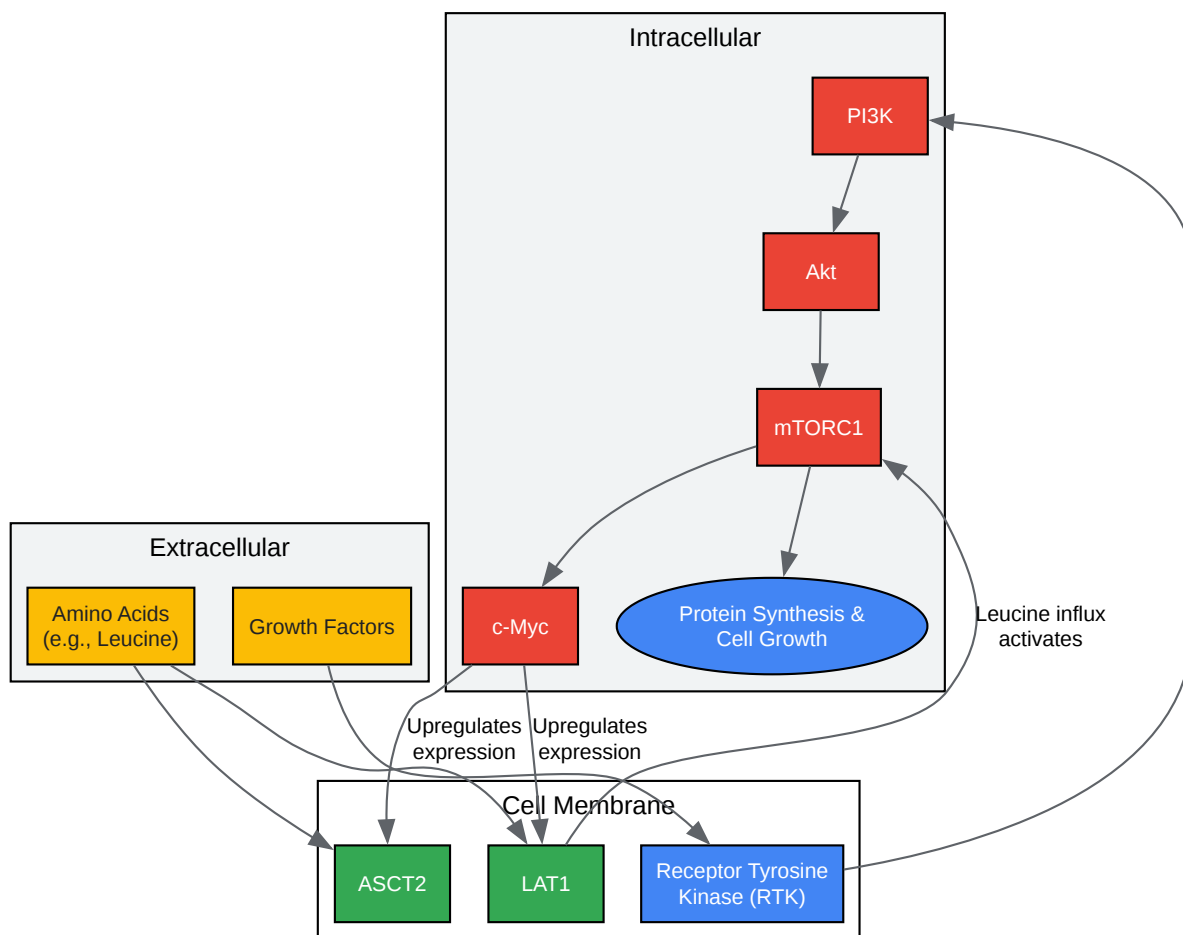 Intracellular
PI3K
Akt
mTORC1
Extracellular
Amino Acids
(e.g., Leucine)
Growth Factors
c-Myc
Protein Synthesis &
Cell Growth
Leucine influx
activates
Upregulates
expression
Upregulates
expression
Cell Membrane
ASCT2
LAT1
Receptor Tyrosine
Kinase (RTK)